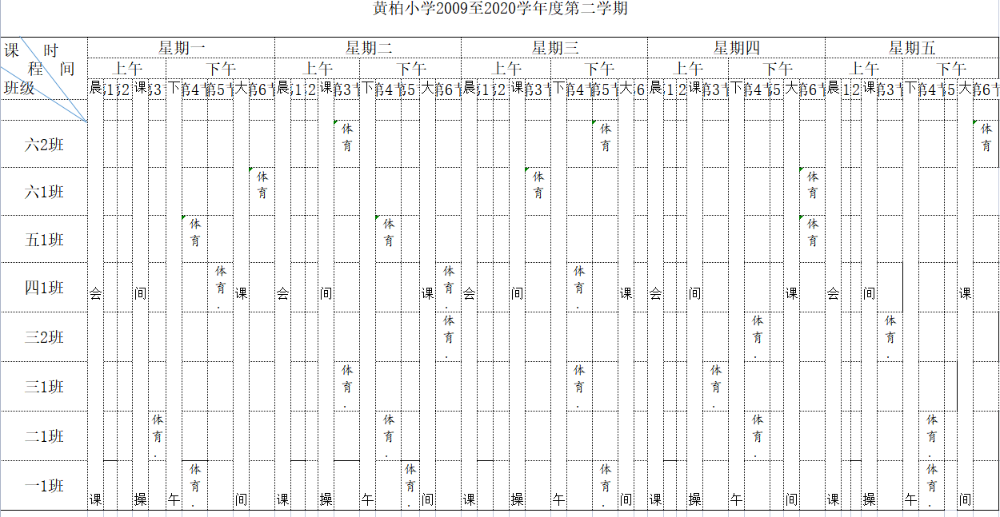 黄柏小学2009至2020学年度第二学期
课 时 星期一 星期二 星期三 星期四 星期五
程 间 上午 下午 上午 下午 上午 下午 上午 下午 上午 下午
班级 晨 1 2 课 3 下 第4 第5 大 第6 晨 1 2 课 第3 下 第4 第5 大 第6 晨 1 2 课 第3 下 第4 第5 大 6 晨 1 2 课 第3 下 第4 5 大 第6 晨 1 2 课 第3 下 第4 5 大 第6
六2班 体育 体育 体育
六1班 体育 体育 体育
五1班 体育 体育 体育
四1班 会 间 体育. 课 会 间 课 体育. 会 间 体育. 课 会 间 课 会 间 课
三2班 体育. 体育. 体育.
三1班 体育. 体育. 体育.
二1班 体育. 体育. 体育. 体育.
一1班 体育. 体育. 体育. 体育.
课 操 午 间 课 操 午 间 课 操 午 间 课 操 午 间 课 操 午 间